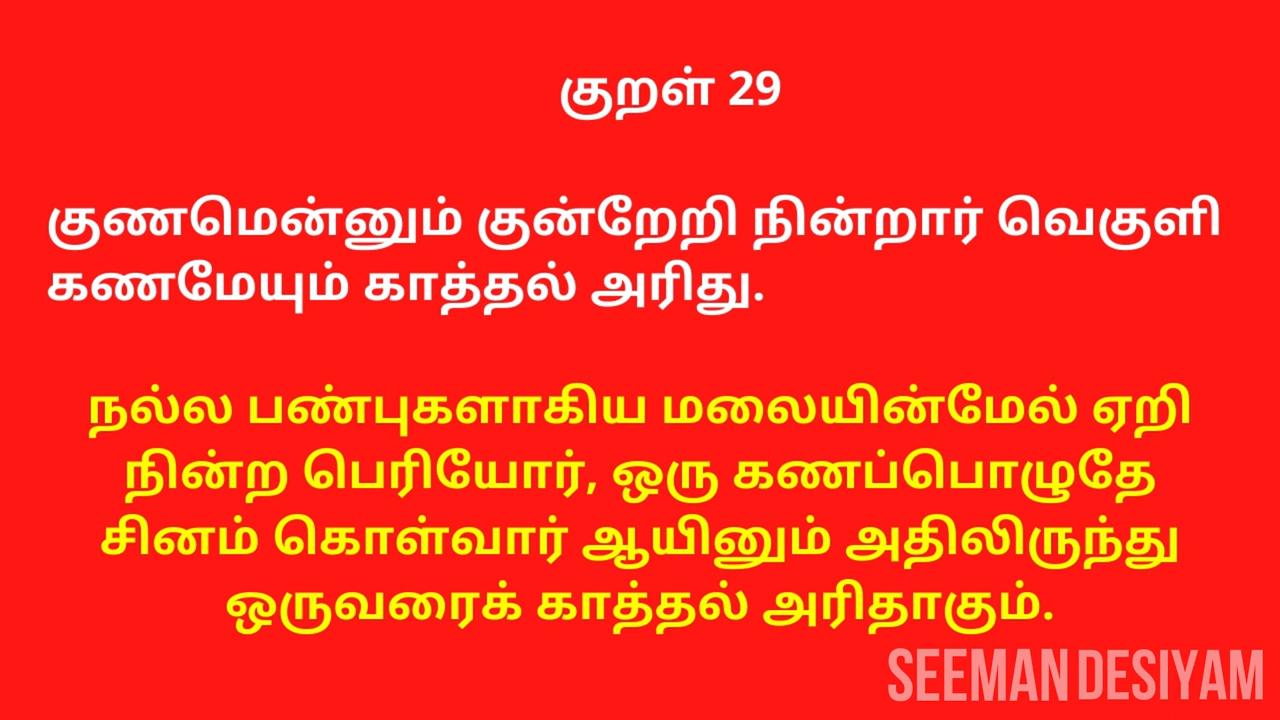 குறள் 29
குணமென்னும் குன்றேறி நின்றார் வெகுளி
கணமேயும் காத்தல் அரிது.
நல்ல பண்புகளாகிய மலையின்மேல் ஏறி
நின்ற பெரியோர், ஒரு கணப்பொழுதே
சினம் கொள்வார் ஆயினும் அதிலிருந்து
ஒருவரைக் காத்தல் அரிதாகும்.
SEEMAN DESIYAM